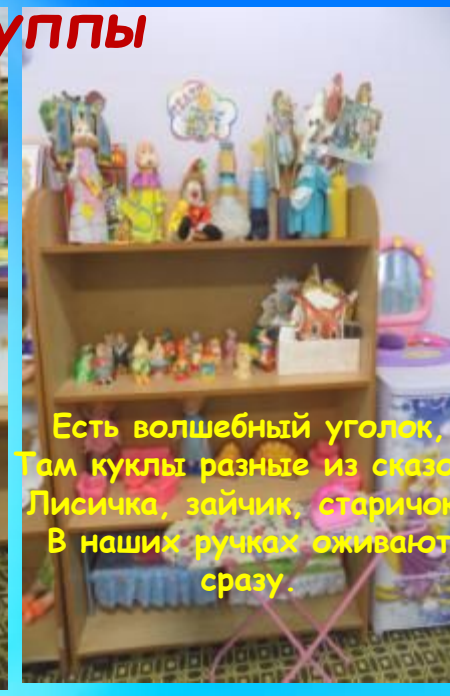 уппы
Есть волшебный уголок,
Там куклы разные из сказо
Лисичка, зайчик, старичок
В наших ручках оживают
сразу.